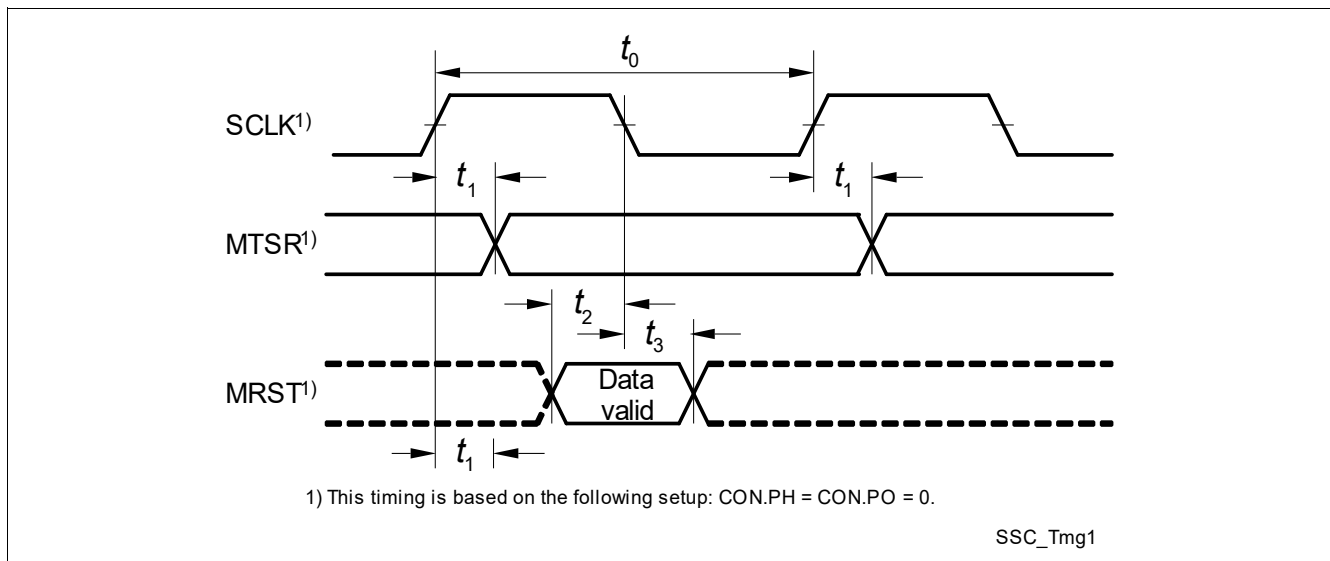 t0
SCLK1)
t1 t1
MTSR1)
t2
t3
MRST1) Data
valid
t1
1) This timing is based on the following setup: CON.PH = CON.PO = 0.
SSC_Tmg1